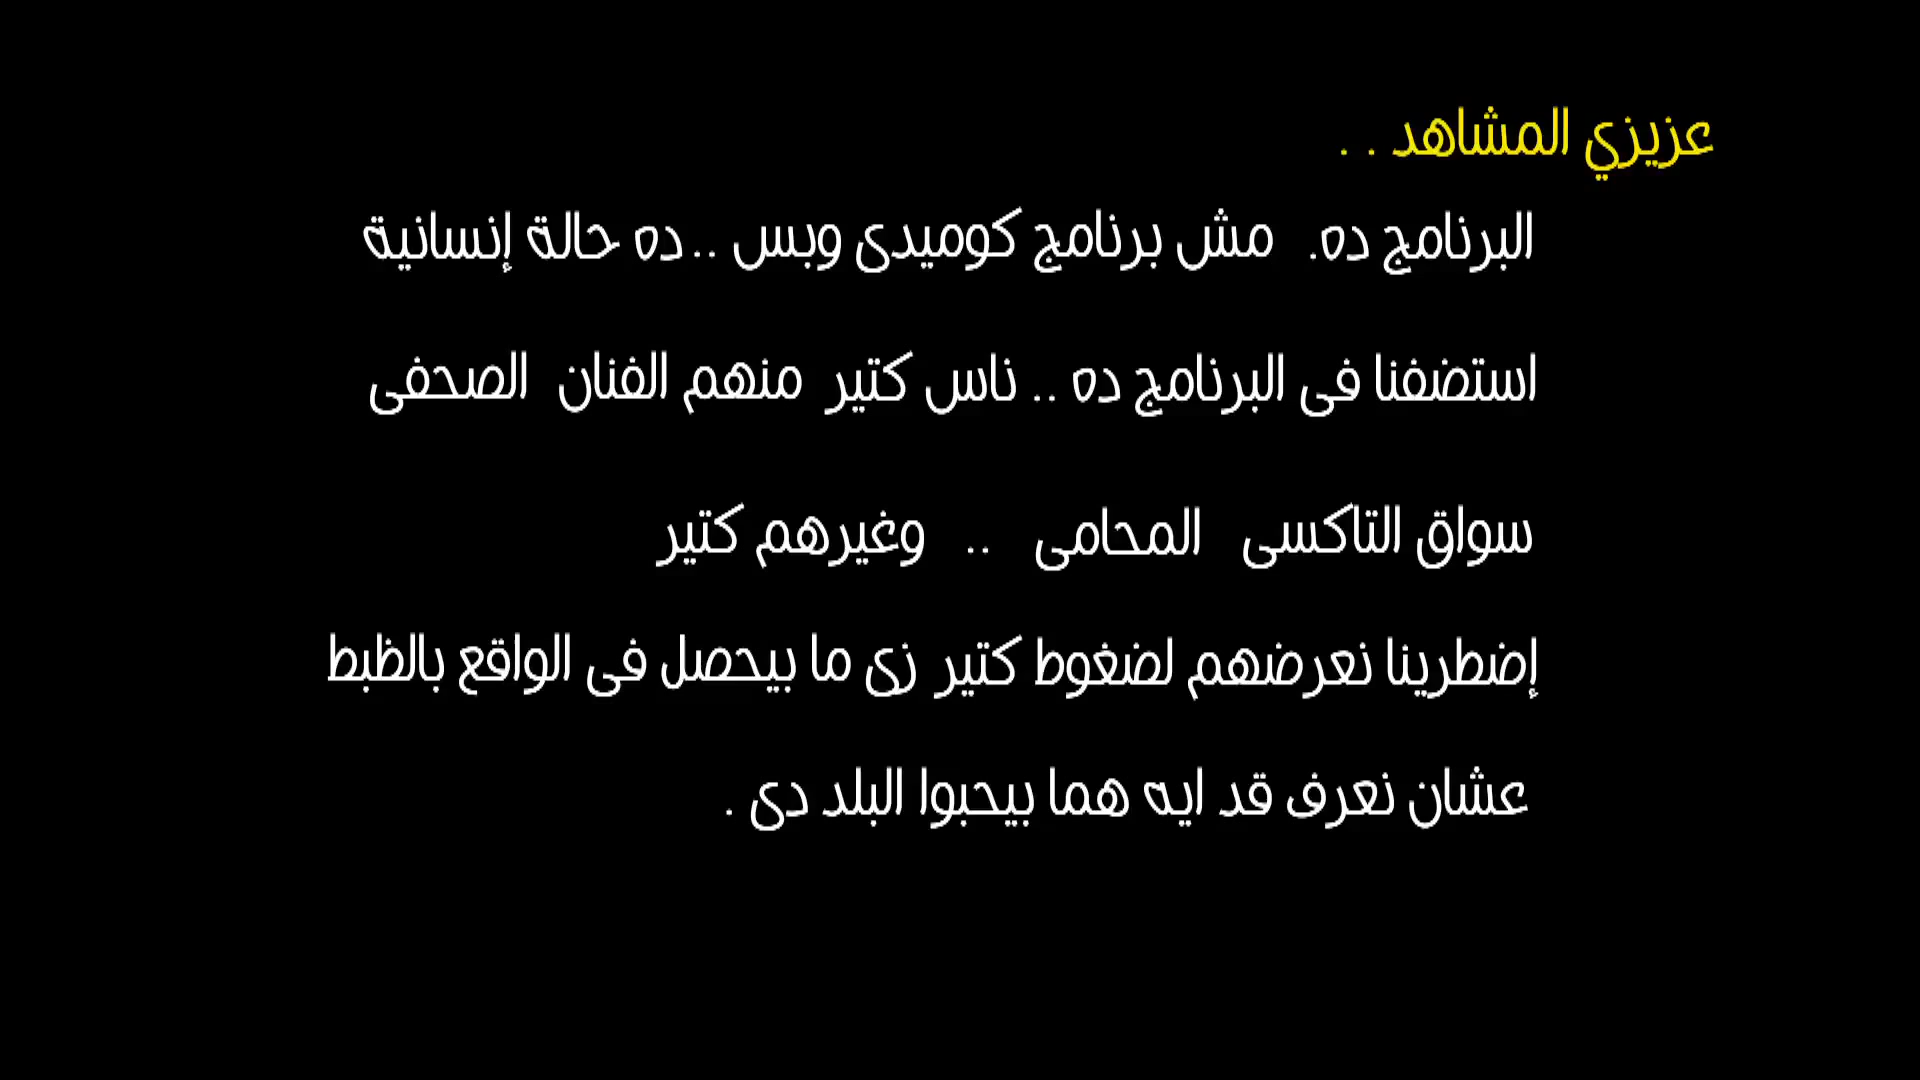 عزيزي المشاهد . .
البرنامج ده. مش برنامج كوميدى وبس .. ده حالة إنسانية
استضفنا فى البرنامج ده .. ناس كتير منهم الفنان الصحفى
سواق التاكسى المحامى .. وغيرهم كتير
إضطرينا نعرضهم لضغوط كتير زى ما بيحصل فى الواقع بالظبط
عشان نعرف قد ايه هما بيحبوا البلد دى .